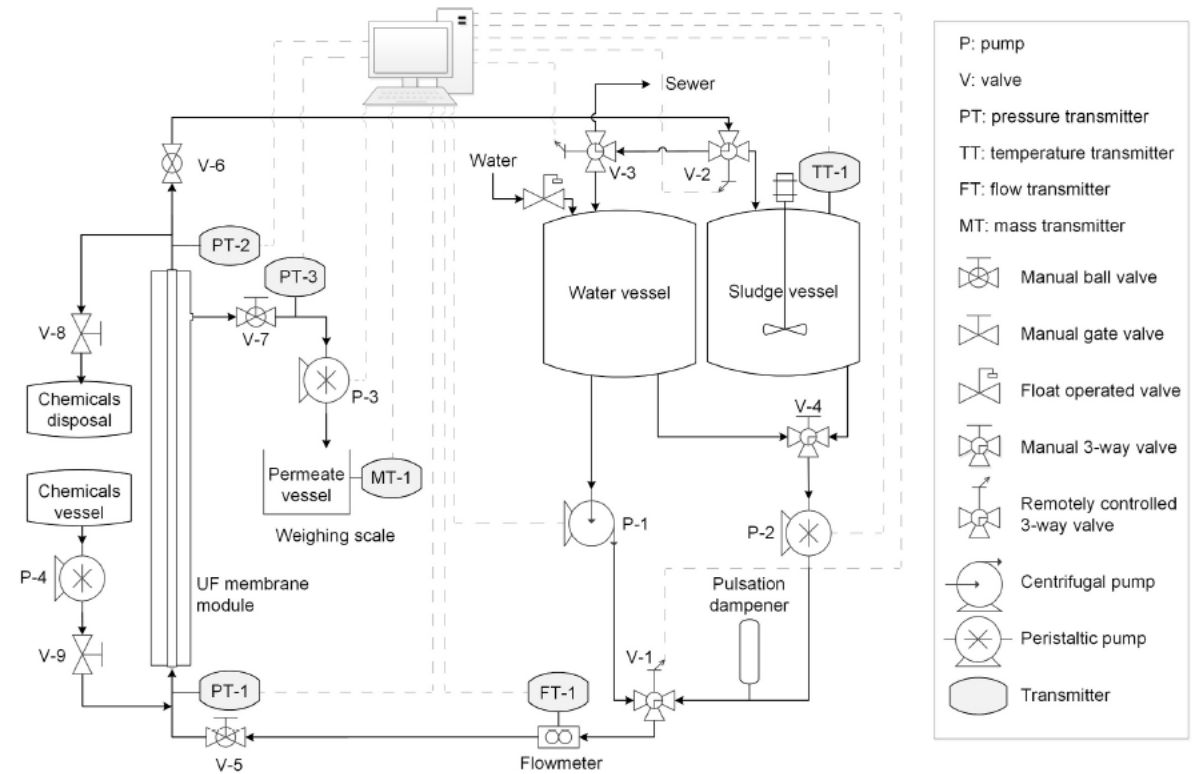 Sewer
V-6
Water
V-3
V-2
TT-1
PT-2
PT-3
Water vessel
Sludge vessel
V-8
V-7
Chemicals
disposal
P-3
V-4
Permeate
vessel
MT-1
Chemicals
vessel
Weighing scale
P-1
P-2
P-4
UF membrane
module
Pulsation
dampener
V-9
V-1
PT-1
FT-1
V-5
Flowmeter
P: pump
V: valve
PT: pressure transmitter
TT: temperature transmitter
FT: flow transmitter
MT: mass transmitter
Manual ball valve
Manual gate valve
Float operated valve
Manual 3-way valve
Remotely controlled
3-way valve
Centrifugal pump
Peristaltic pump
Transmitter